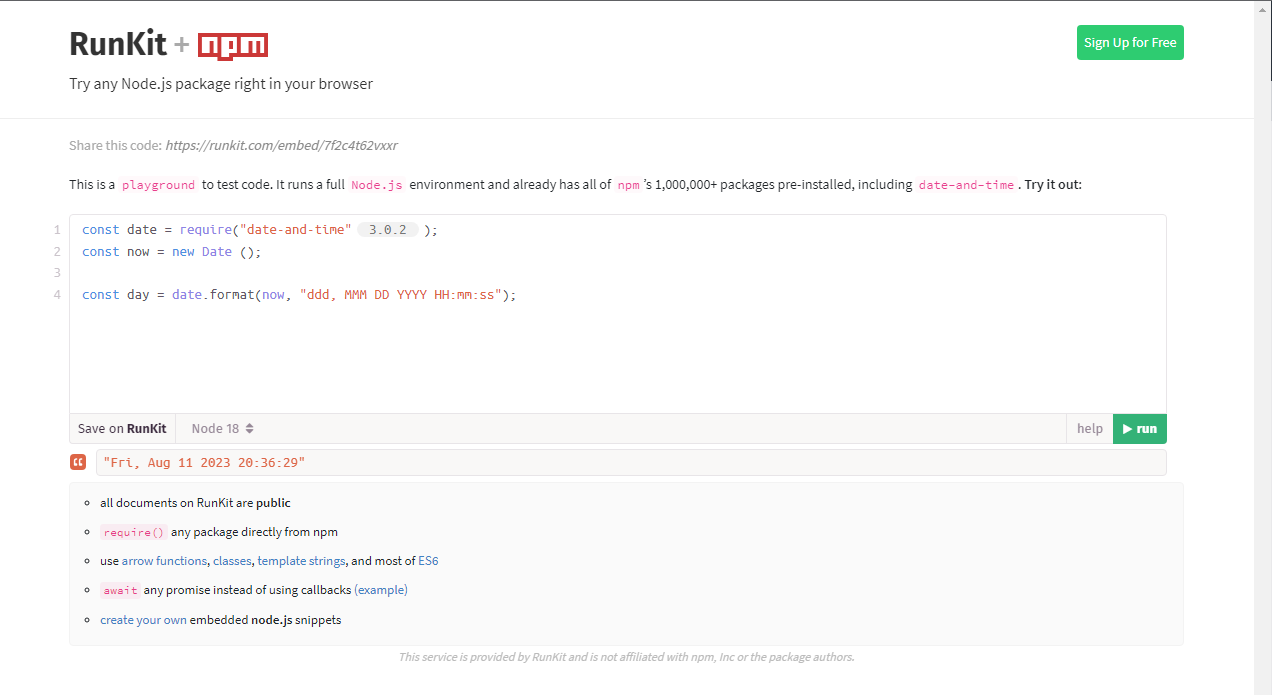 RunKit + npm
Sign Up for Free
Try any Node.js package right in your browser
Share this code: https://runkit.com/embed/7f2c4t62vxxr
This is a playground to test code. It runs a full Node.js environment and already has all of npm's 1,000,000+ packages pre-installed, including date-and-time. Try it out:
1 const date = require("date-and-time" 3.0.2 );
2 const now = new Date ();
3
4 const day = date.format(now, "ddd, MMM DD YYYY HH:mm:ss");
Save on RunKit Node 18 help run
"Fri, Aug 11 2023 20:36:29"
all documents on RunKit are public
require() any package directly from npm
use arrow functions, classes, template strings, and most of ES6
await any promise instead of using callbacks (example)
create your own embedded node.js snippets
This service is provided by RunKit and is not affiliated with npm, Inc or the package authors.